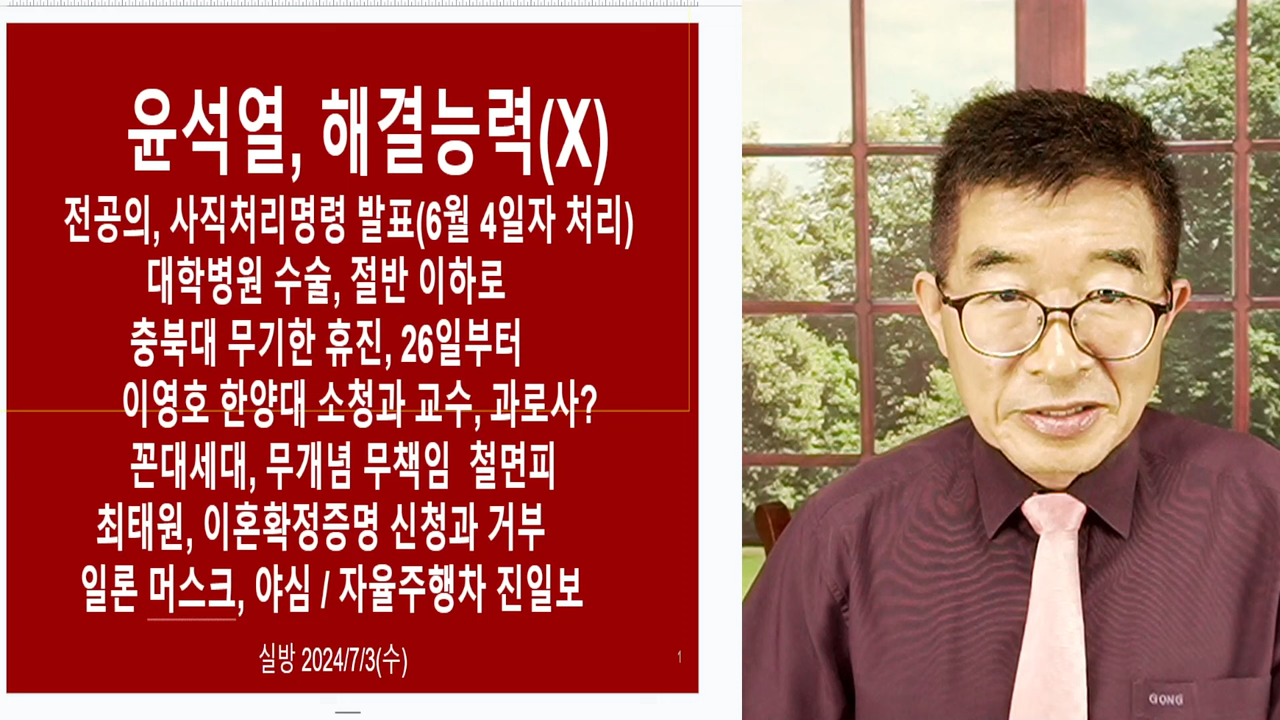 윤석열, 해결능력(X)
전공의, 사직처리명령 발표(6월 4일자 처리)
대학병원 수술, 절반 이하로
충북대 무기한 휴진, 26일부터
이영호 한양대 소청과 교수, 과로사?
꼰대세대, 무개념 무책임 철면피
최태원, 이혼확정증명 신청과 거부
일론 머스크, 야심 / 자율주행차 진일보
실방 2024/7/3(수)
1
GONG